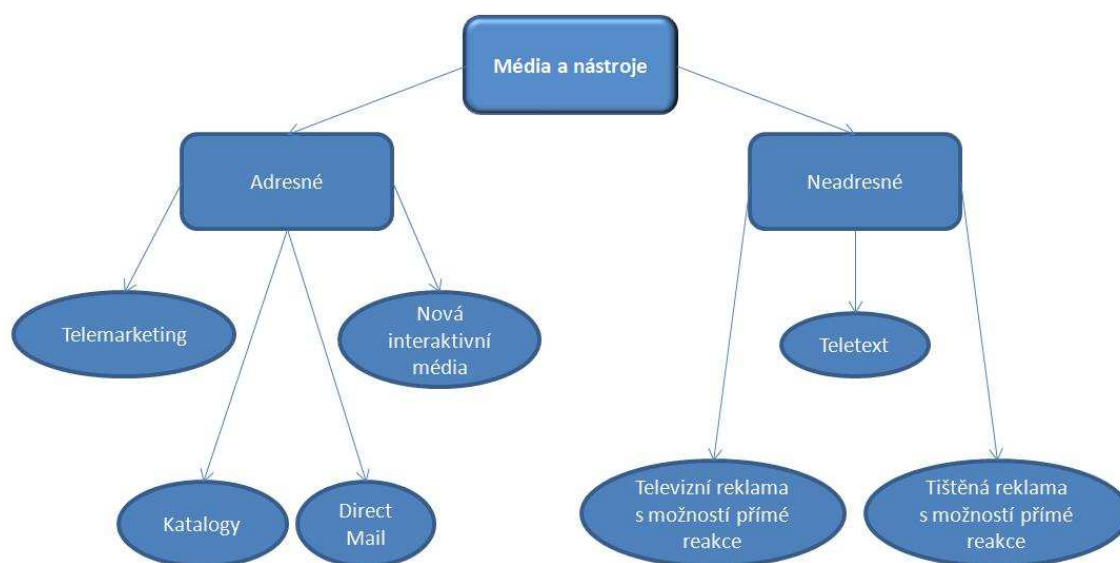 Média a nástroje
Adresné
Neadresné
Telemarketing
Nová
interaktivní
média
Teletext
Katalogy
Direct
Mail
Televizní reklama
s možností přímé
reakce
Tištěná reklama
s možností přímé
reakce